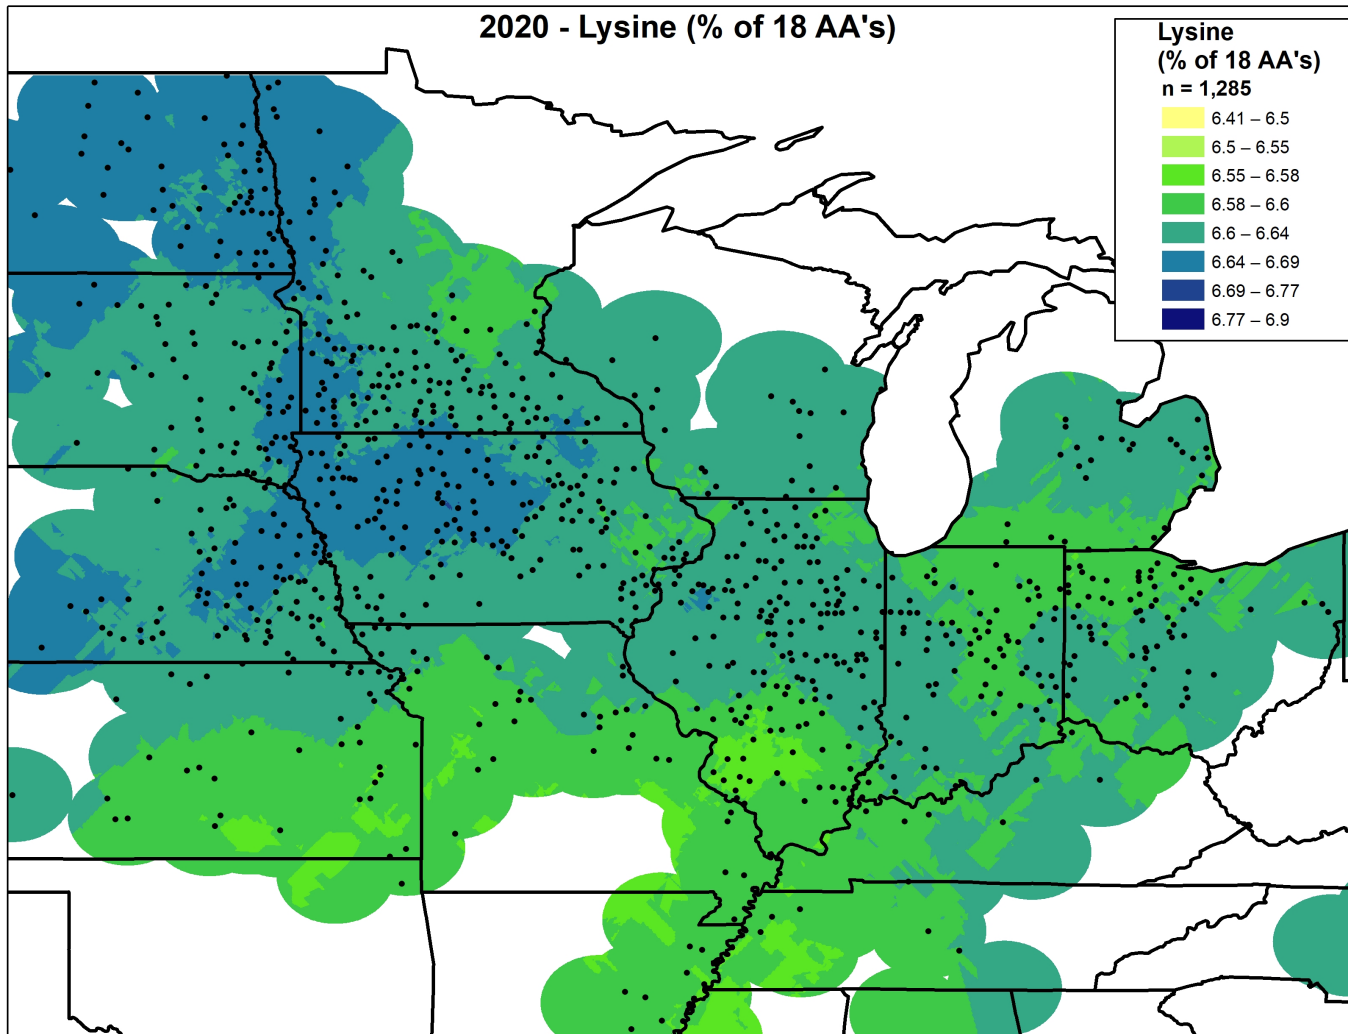 2020 - Lysine (% of 18 AA's)
Lysine
(% of 18 AA's)
n = 1,285
6.41 – 6.5
6.5 – 6.55
6.55 – 6.58
6.58 – 6.6
6.6 – 6.64
6.64 – 6.69
6.69 – 6.77
6.77 – 6.9